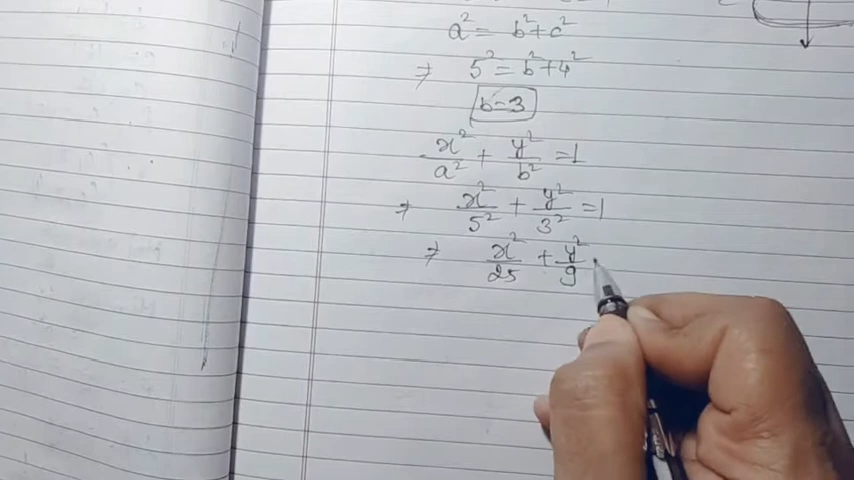 a² = b² + c²
⇒ 5² = b² + 4²
b = 3
x²/a² + y²/b² = 1
⇒ x²/5² + y²/3² = 1
⇒ x²/25 + y²/9